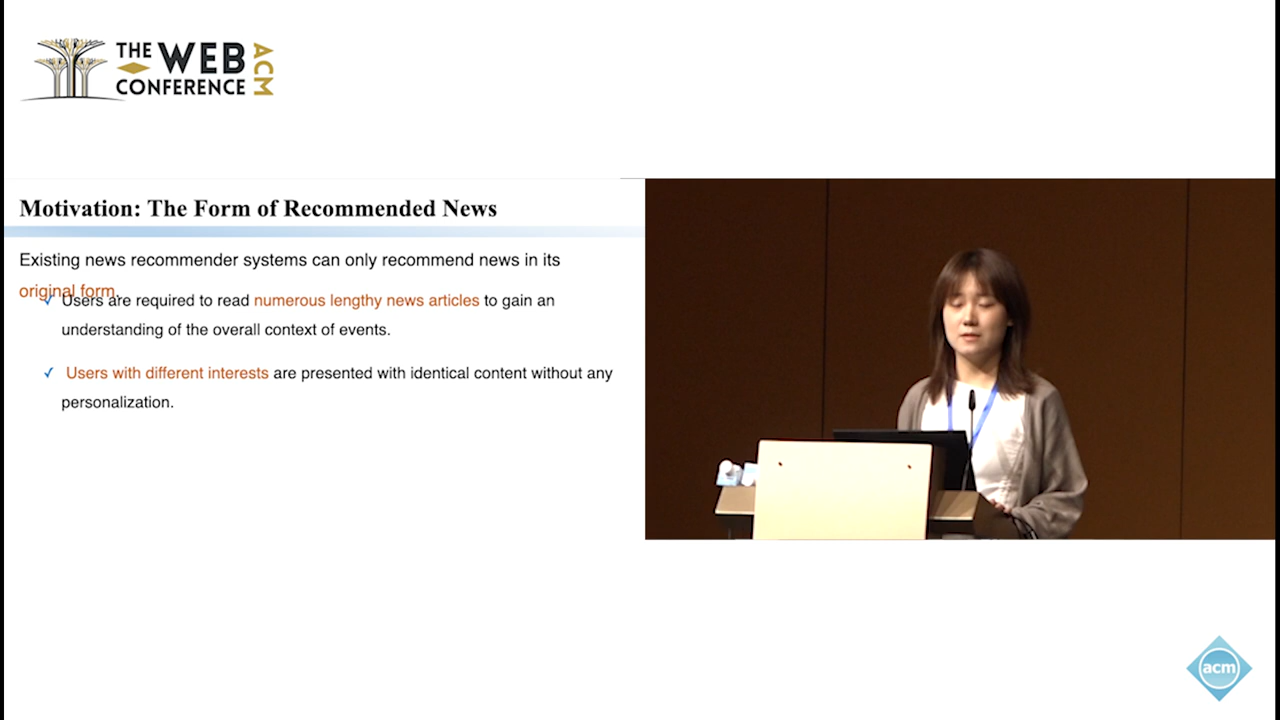 THE WEB
CONFERENCE
ACM
Motivation: The Form of Recommended News
Existing news recommender systems can only recommend news in its
original form.
✓ Users are required to read numerous lengthy news articles to gain an
understanding of the overall context of events.
✓ Users with different interests are presented with identical content without any
personalization.
acm